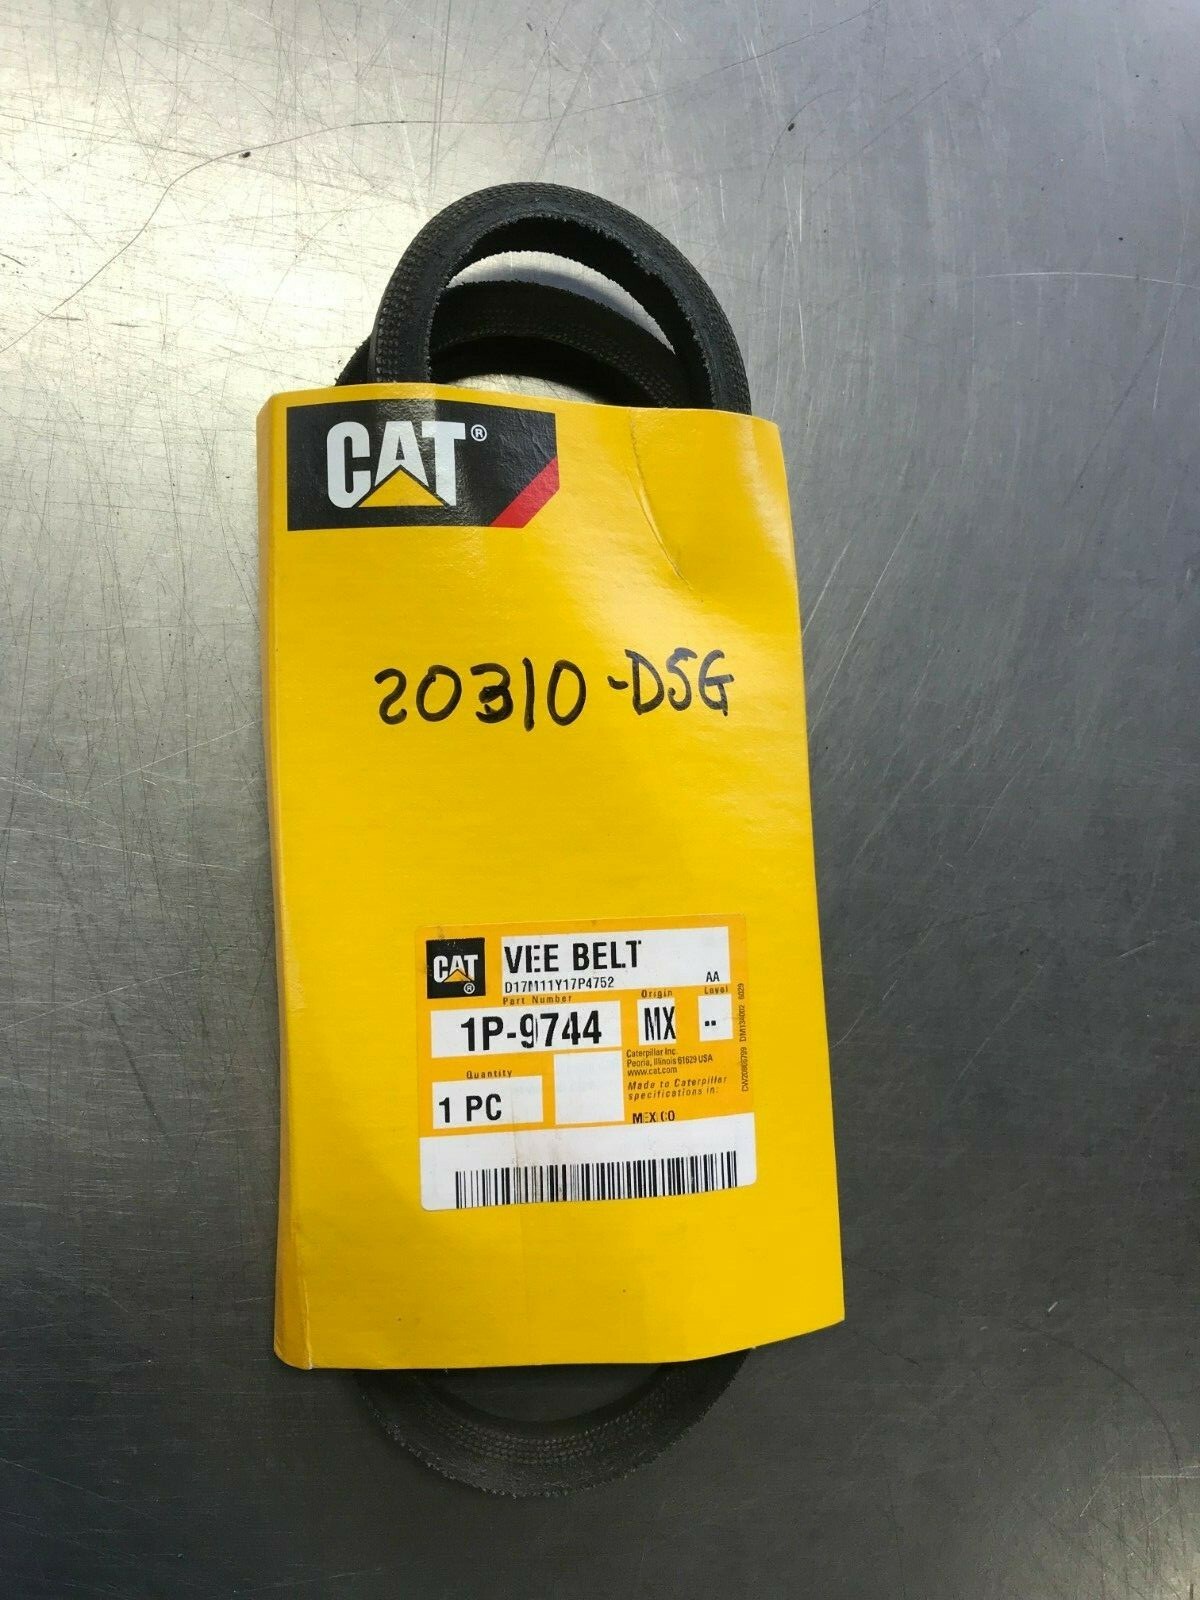 CAT®
20310-D5G
CAT®
VEE BELT
D17M11Y17P4752
AA
Part Number
Origin
Level
1P-9744
MX
--
Caterpillar Inc.
Peoria, Illinois 61629 USA
www.cat.com
Quantity
Made to Caterpillar
specifications in:
1 PC
MEXICO